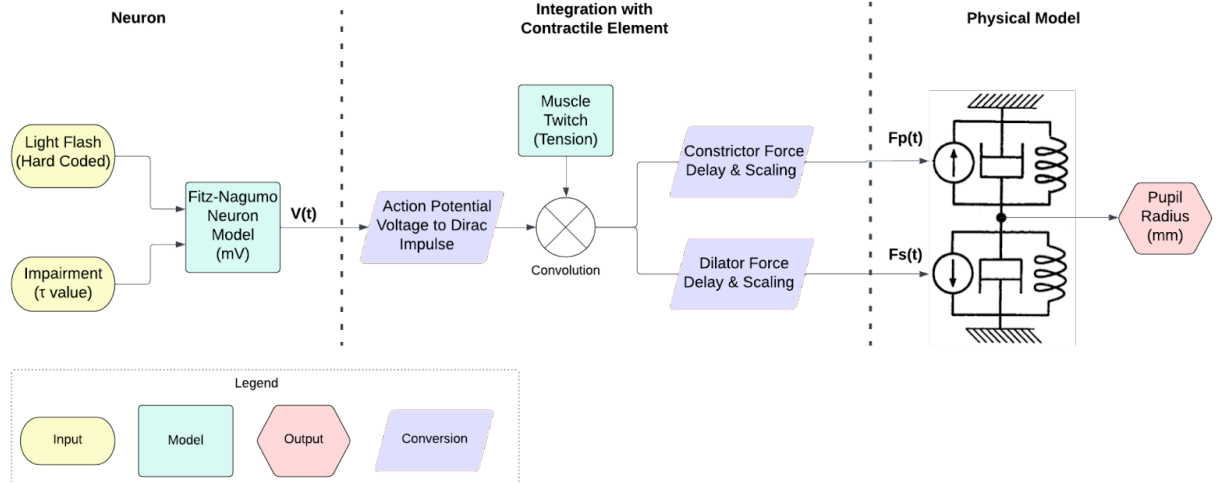 Neuron
Integration with
Contractile Element
Physical Model
Light Flash
(Hard Coded)
Impairment
(τ value)
Fitz-Nagumo
Neuron
Model
(mV)
V(t)
Action Potential
Voltage to Dirac
Impulse
Muscle
Twitch
(Tension)
Convolution
Constrictor Force
Delay & Scaling
Dilator Force
Delay & Scaling
Fp(t)
Fs(t)
Pupil
Radius
(mm)
Legend
Input
Model
Output
Conversion